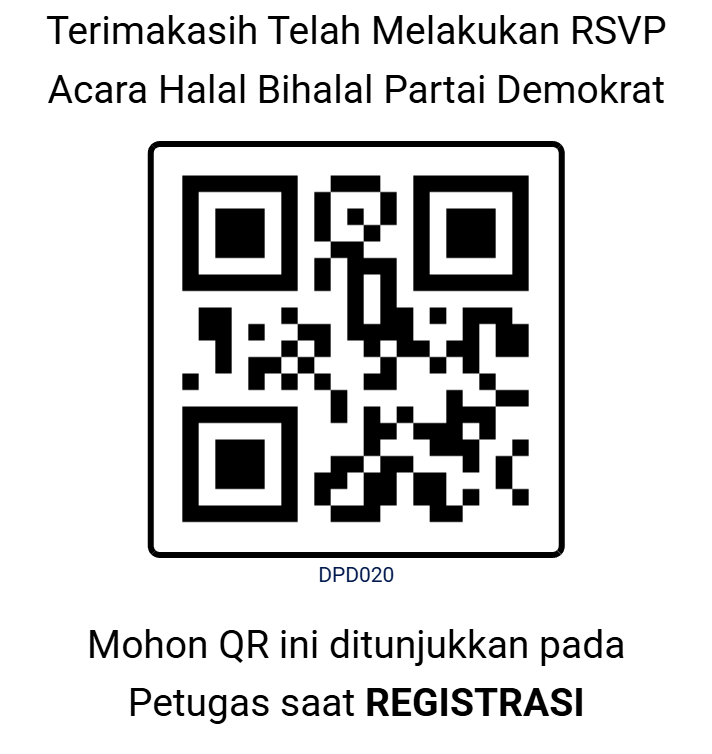 Terimakasih Telah Melakukan RSVP
Acara Halal Bihalal Partai Demokrat
DPD020
Mohon QR ini ditunjukkan pada
Petugas saat REGISTRASI